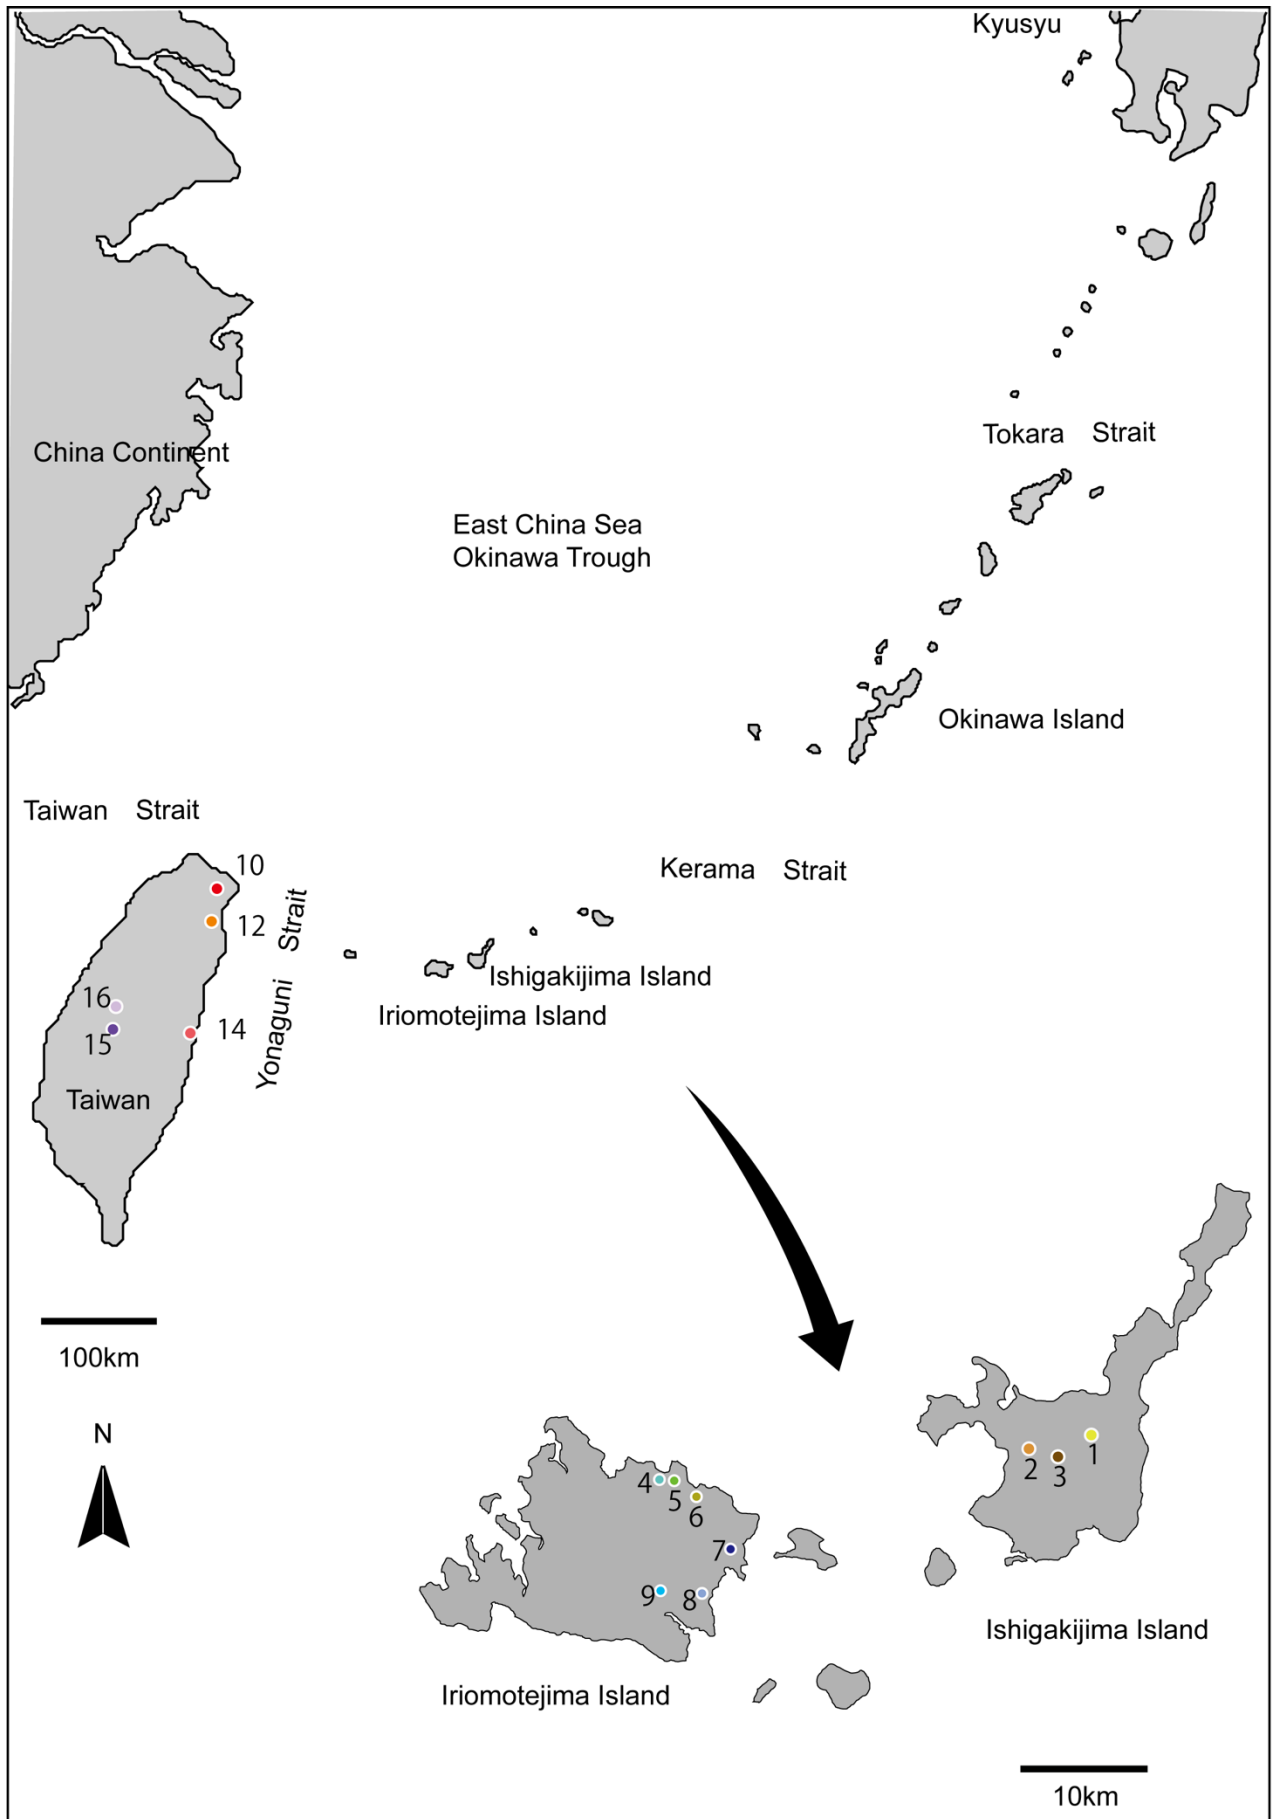 Kyusyu
Tokara Strait
China Continent
East China Sea
Okinawa Trough
Okinawa Island
Taiwan Strait
10
Kerama Strait
12
Yonaguni Strait
Ishigakijima Island
16
Iriomotejima Island
14
15
Taiwan
100km
N
1
2
3
4
5
6
7
9
8
Ishigakijima Island
Iriomotejima Island
10km